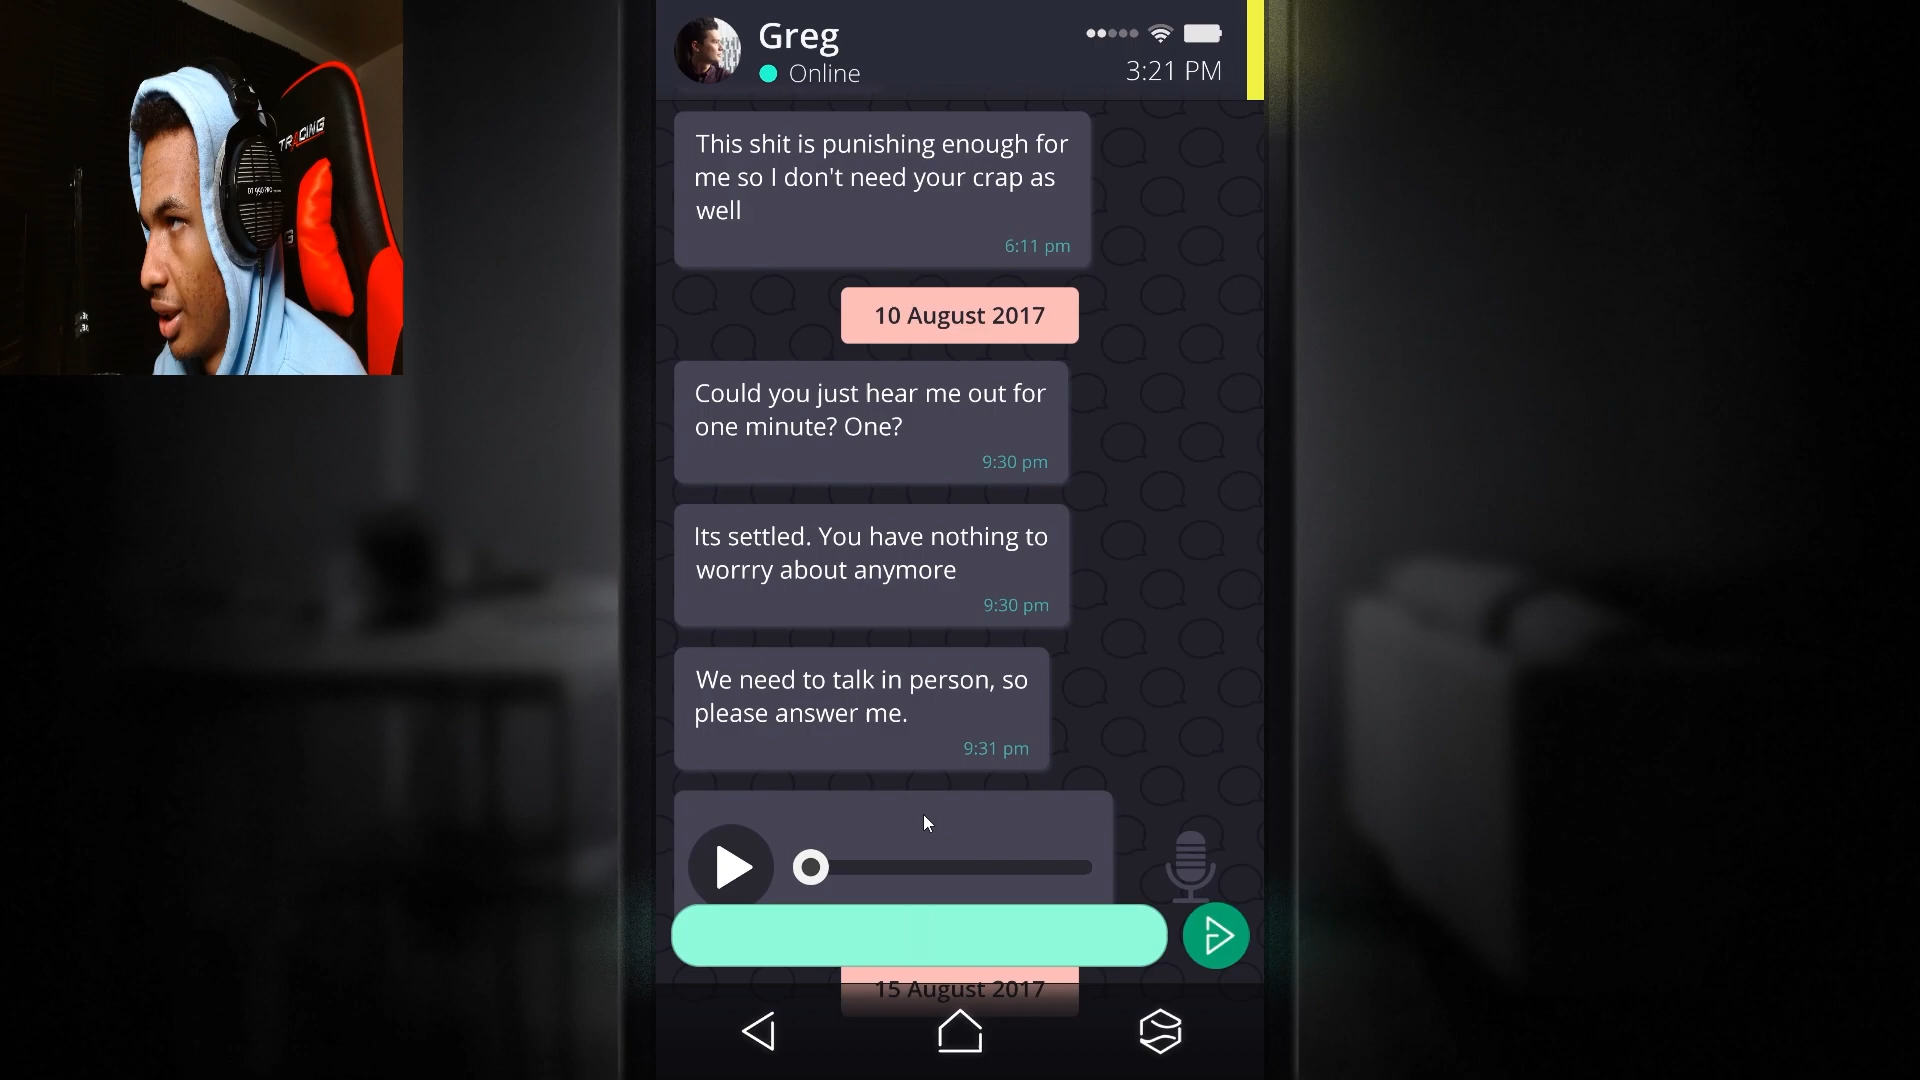 Greg
Online
3:21 PM
This shit is punishing enough for
me so I don't need your crap as
well
6:11 pm
10 August 2017
Could you just hear me out for
one minute? One?
9:30 pm
Its settled. You have nothing to
worrry about anymore
9:30 pm
We need to talk in person, so
please answer me.
9:31 pm
15 August 2017
DT 990 PRO